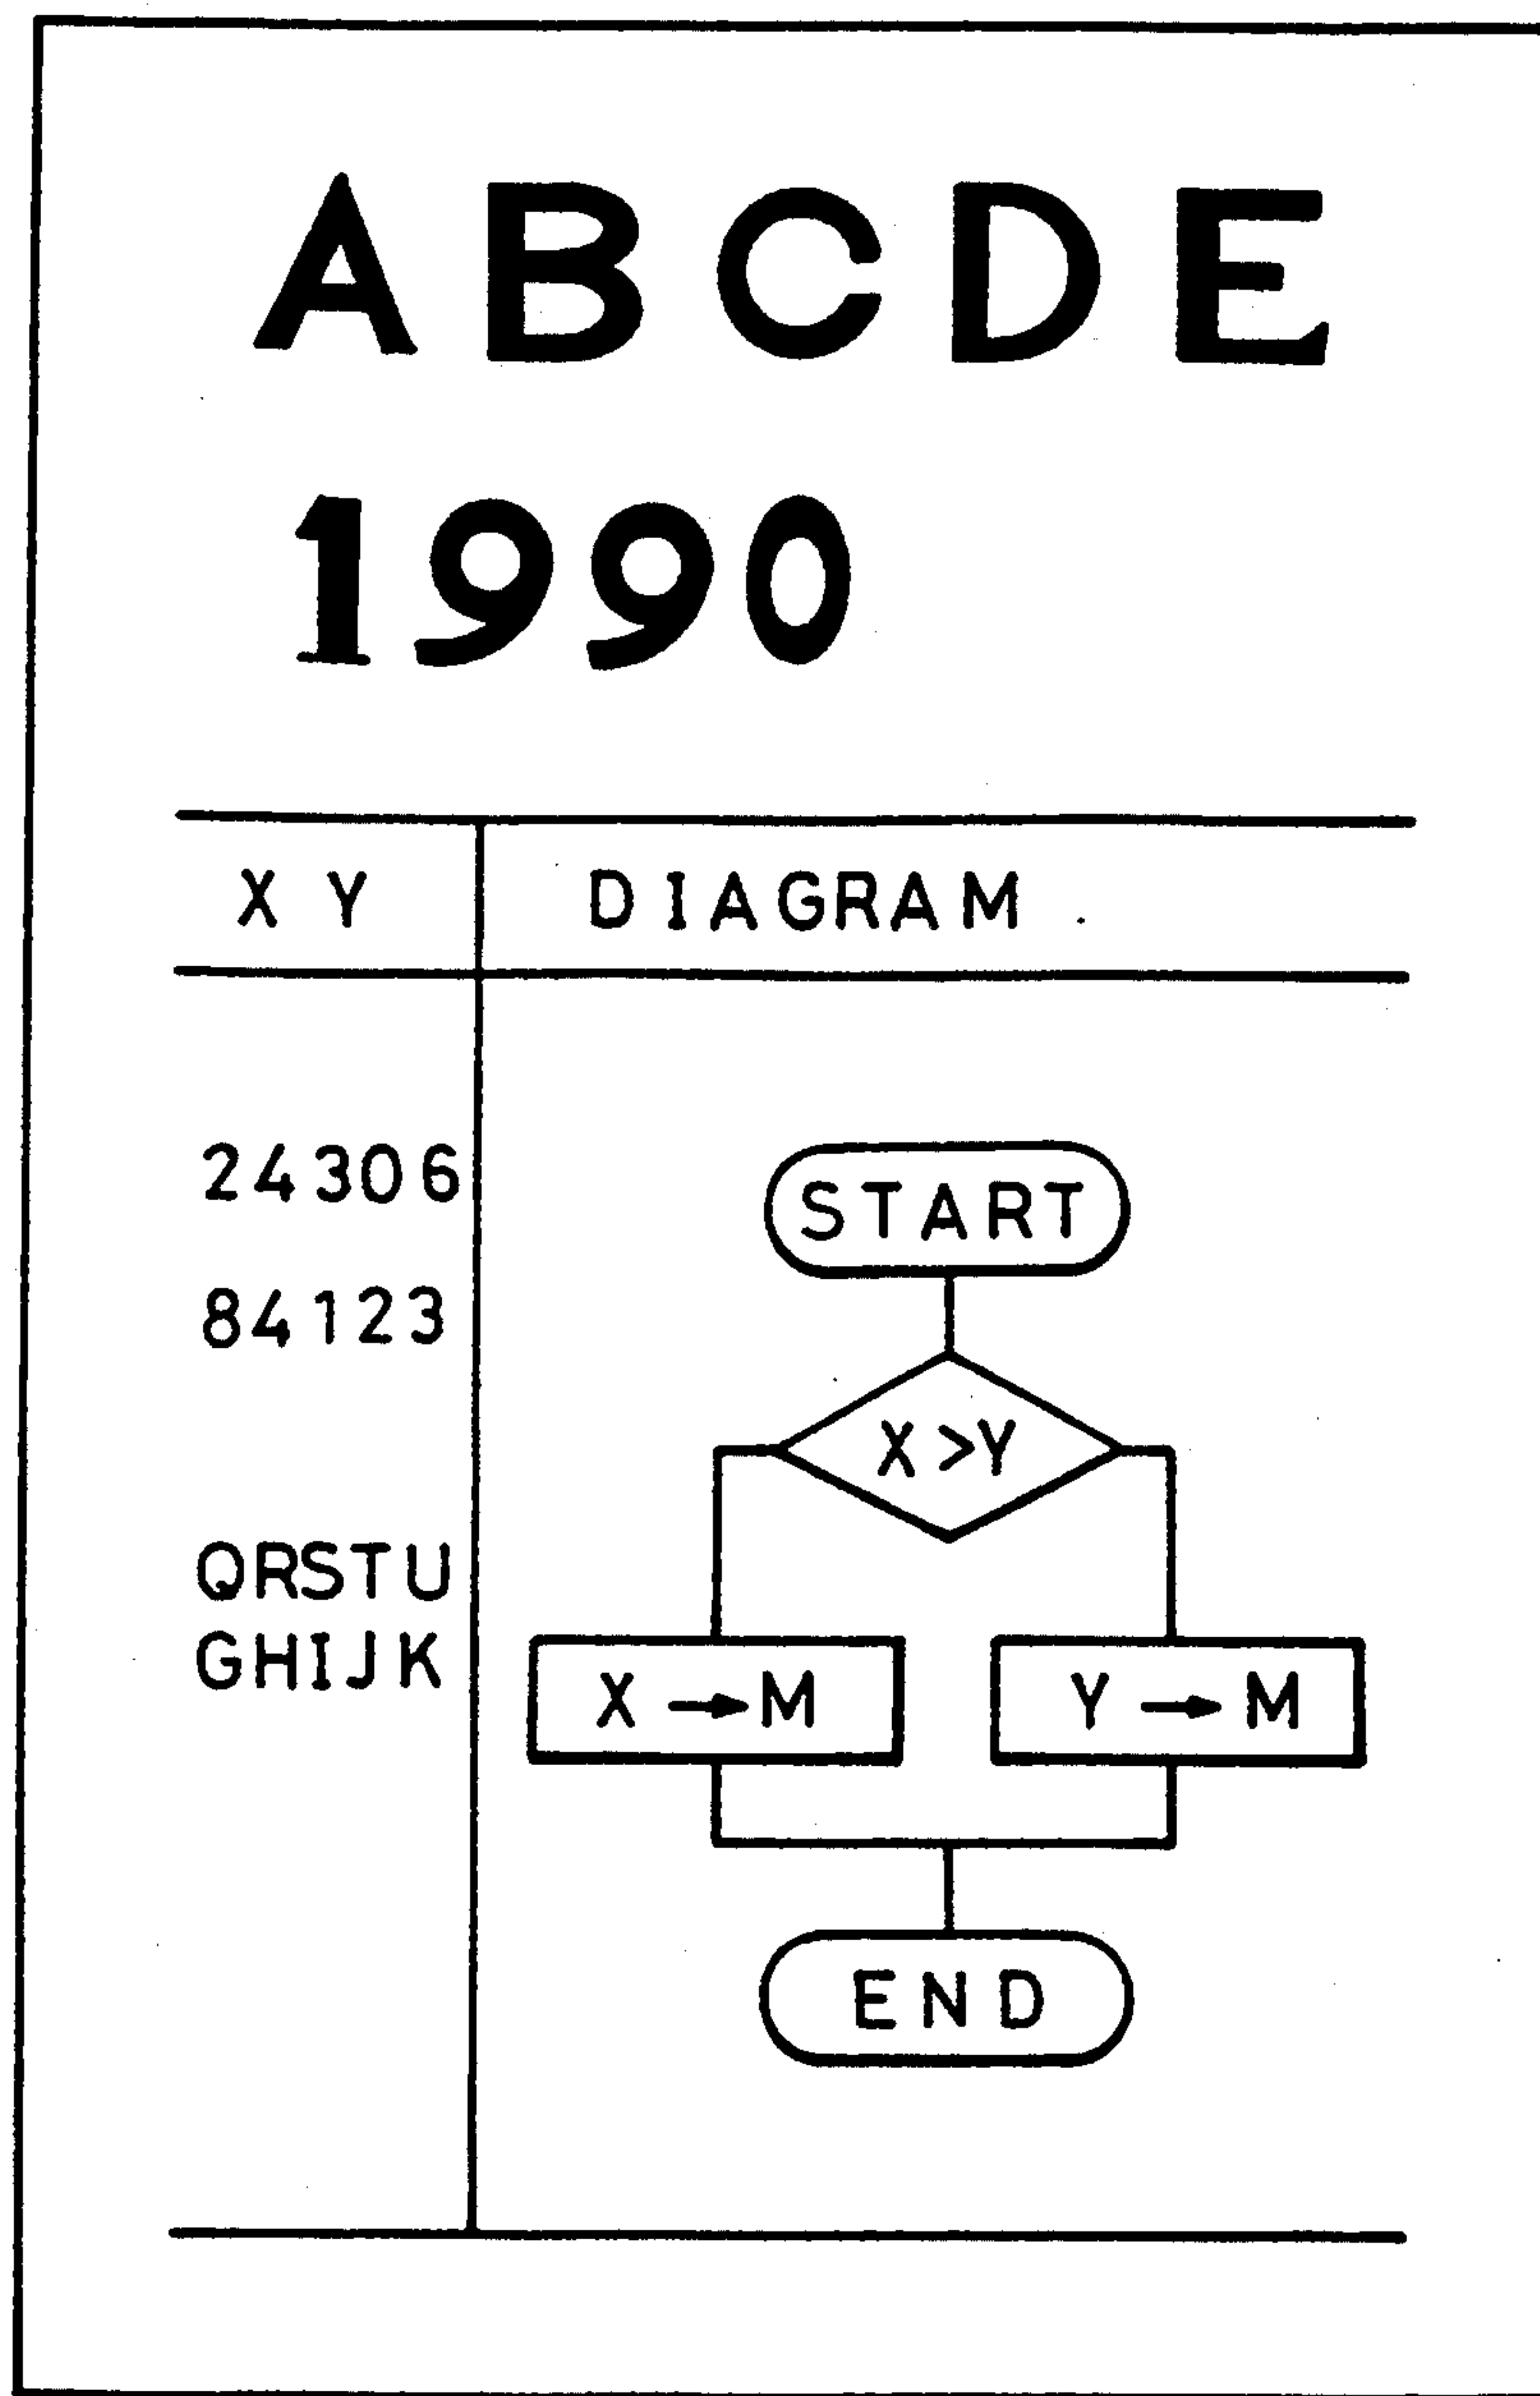 ABCDE
1990
X Y
DIAGRAM
24306
84123
QRSTU
GHIJK
START
X > Y
X → M
Y → M
END